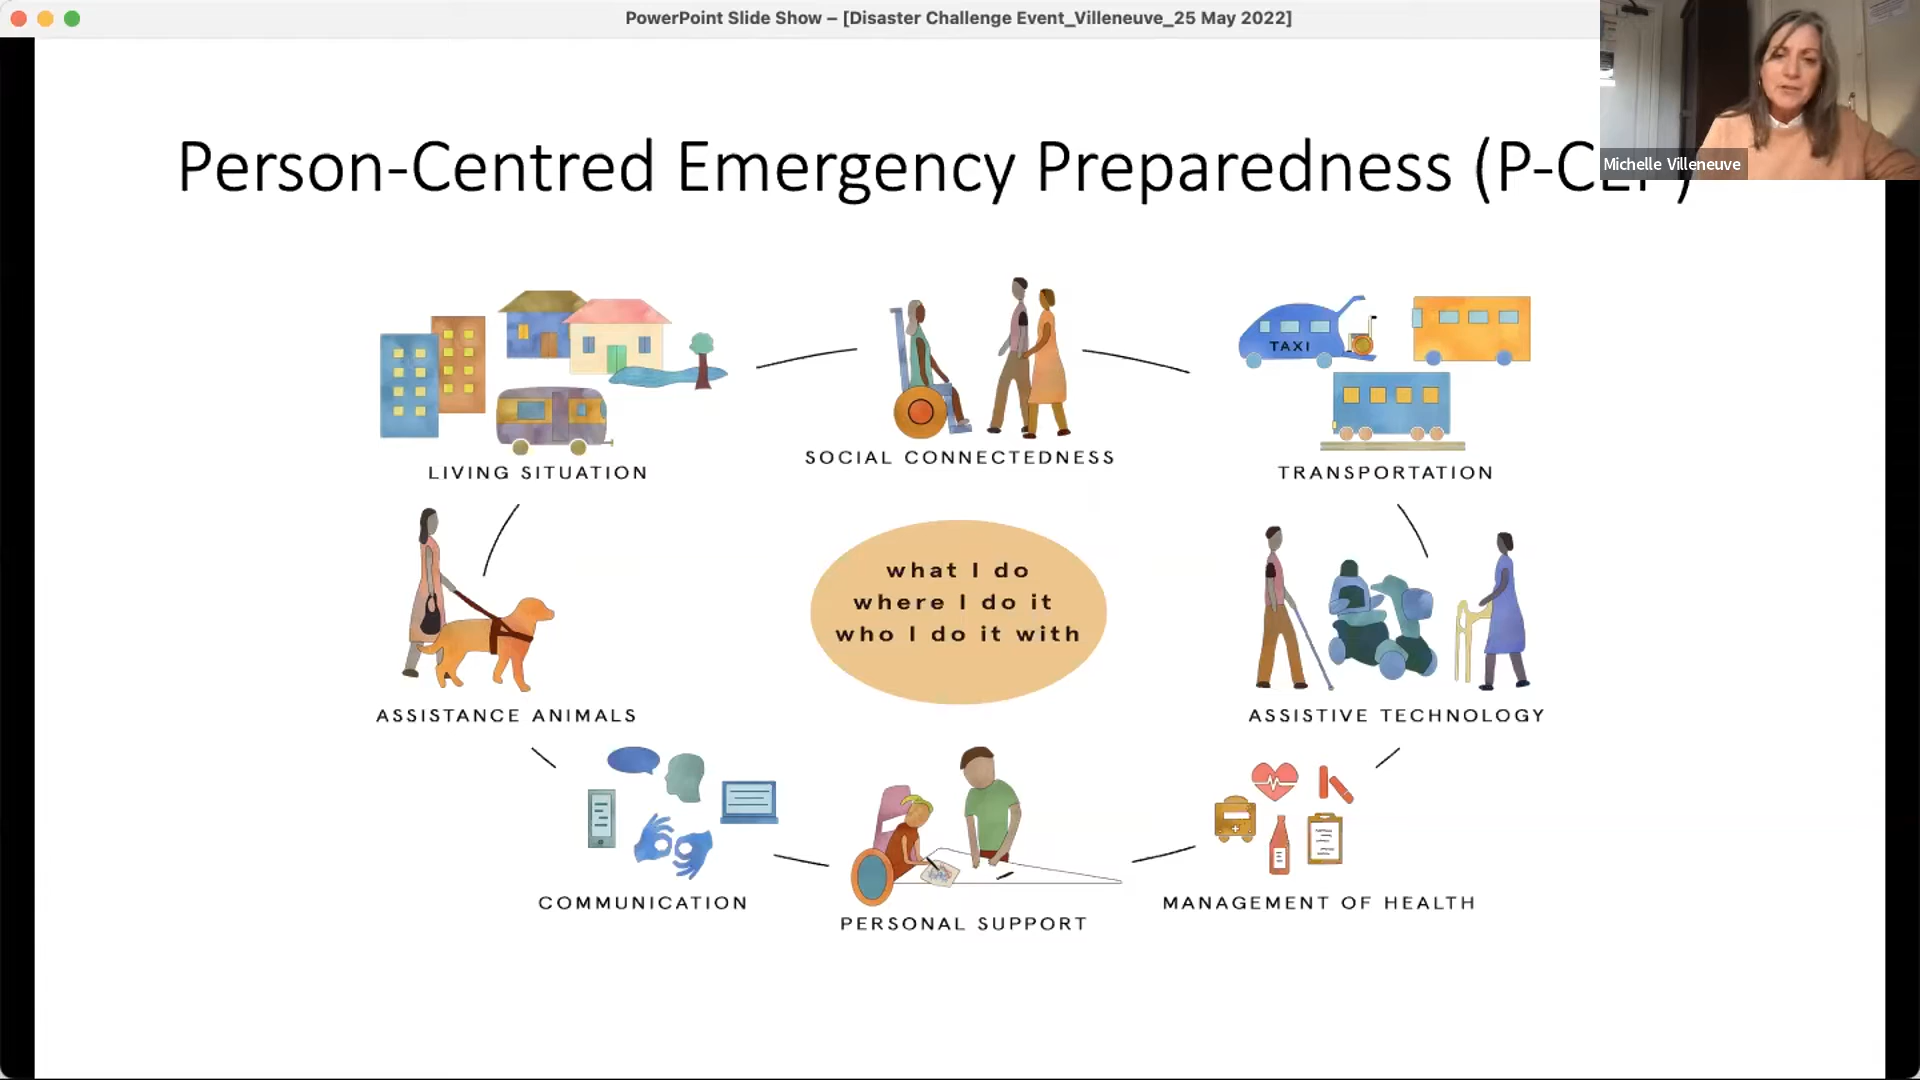 PowerPoint Slide Show – [Disaster Challenge Event_Villeneuve_25 May 2022]
Michelle Villeneuve
Person-Centred Emergency Preparedness
TAXI
LIVING SITUATION
SOCIAL CONNECTEDNESS
TRANSPORTATION
what I do
where I do it
who I do it with
ASSISTANCE ANIMALS
ASSISTIVE TECHNOLOGY
COMMUNICATION
PERSONAL SUPPORT
MANAGEMENT OF HEALTH